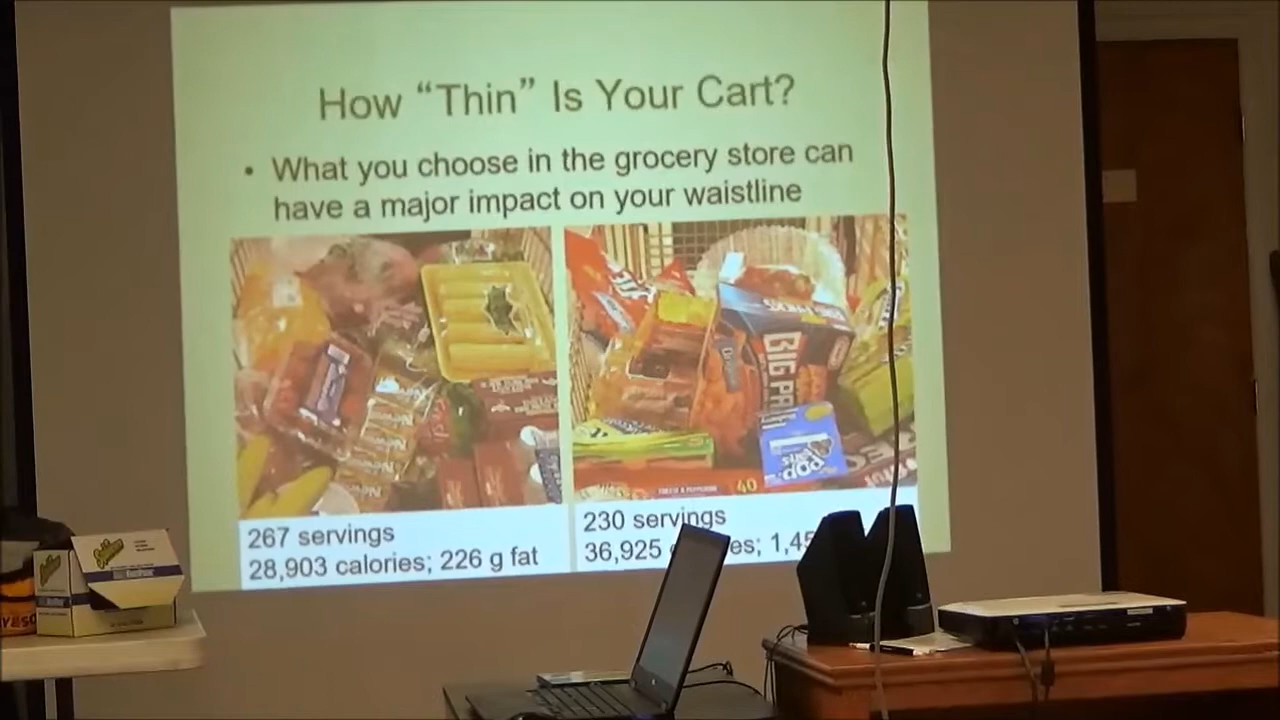 How “Thin” Is Your Cart?
• What you choose in the grocery store can
have a major impact on your waistline
BIG
POP
40
267 servings
28,903 calories; 226 g fat
230 servings
36,925